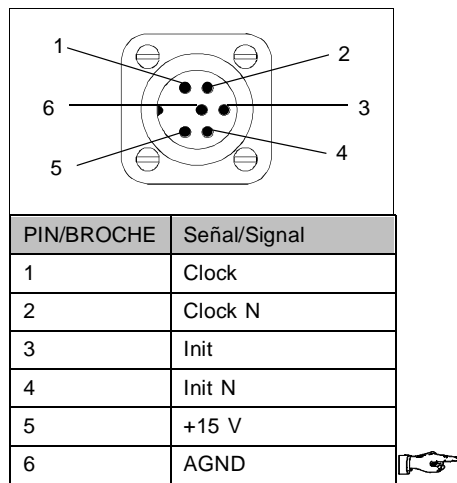 1 2
6 3
5 4
PIN/BROCHE Señal/Signal
1 Clock
2 Clock N
3 Init
4 Init N
5 +15 V
6 AGND